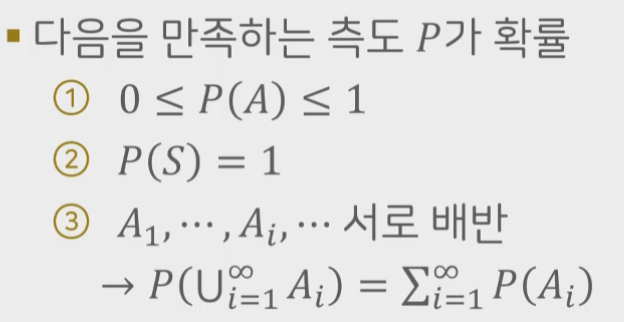 ▪ 다음을 만족하는 측도 P가 확률
① 0 ≤ P(A) ≤ 1
② P(S) = 1
③ A₁, ⋯ , Aᵢ, ⋯ 서로 배반
→ P(⋃_{i=1}^{∞} Aᵢ) = ∑_{i=1}^{∞} P(Aᵢ)